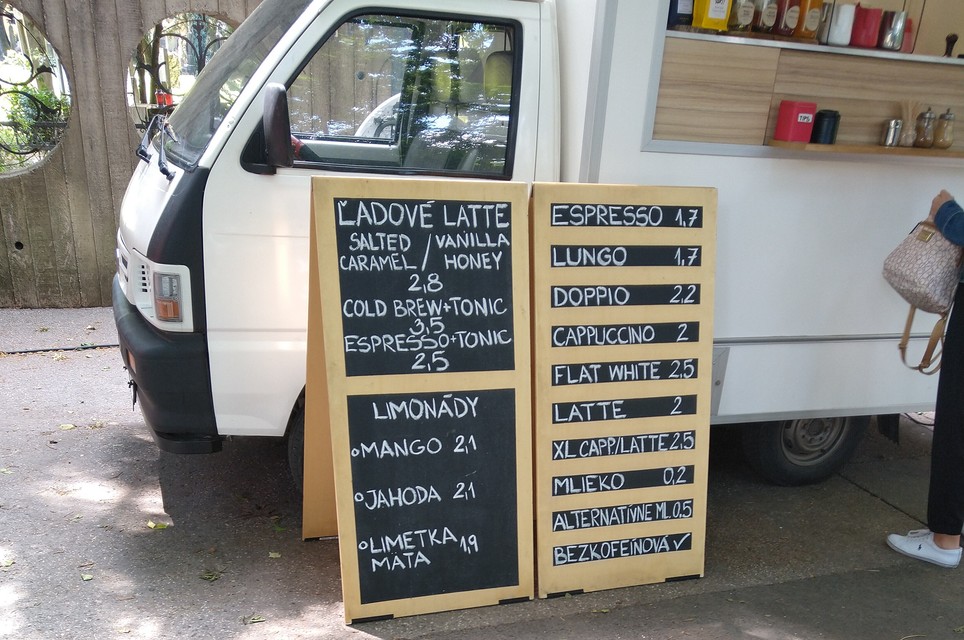 ĽADOVÉ LATTE
SALTED / VANILLA
CARAMEL / HONEY
2,8
COLD BREW+TONIC
3,5
ESPRESSO+TONIC
2,5
LIMONÁDY
MANGO 2,1
JAHODA 2,1
LIMETKA 1,9
MÄTA
ESPRESSO 1,7
LUNGO 1,7
DOPPIO 2,2
CAPPUCCINO 2
FLAT WHITE 2,5
LATTE 2
XL CAPP/LATTE 2,5
MLIEKO 0,2
ALTERNATÍVNE ML. 0,5
BEZKOFEÍNOVÁ ✓
TIPS